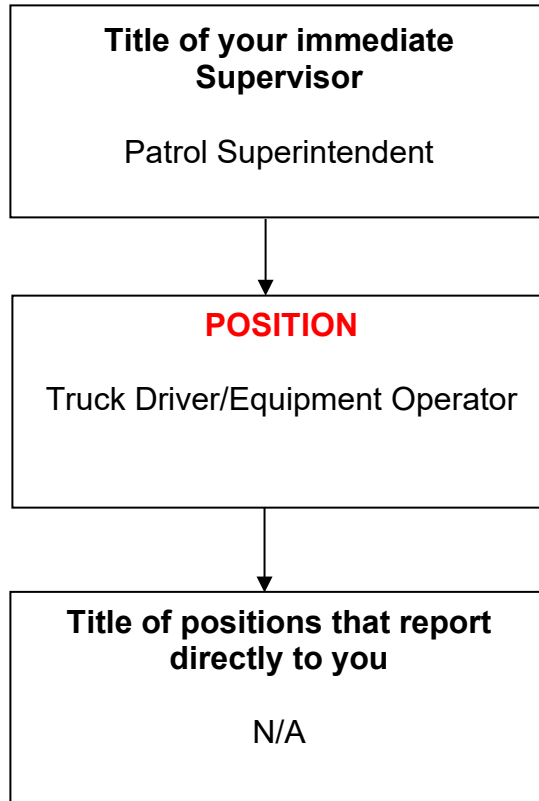 Title of your immediate
Supervisor
Patrol Superintendent
POSITION
Truck Driver/Equipment Operator
Title of positions that report
directly to you
N/A